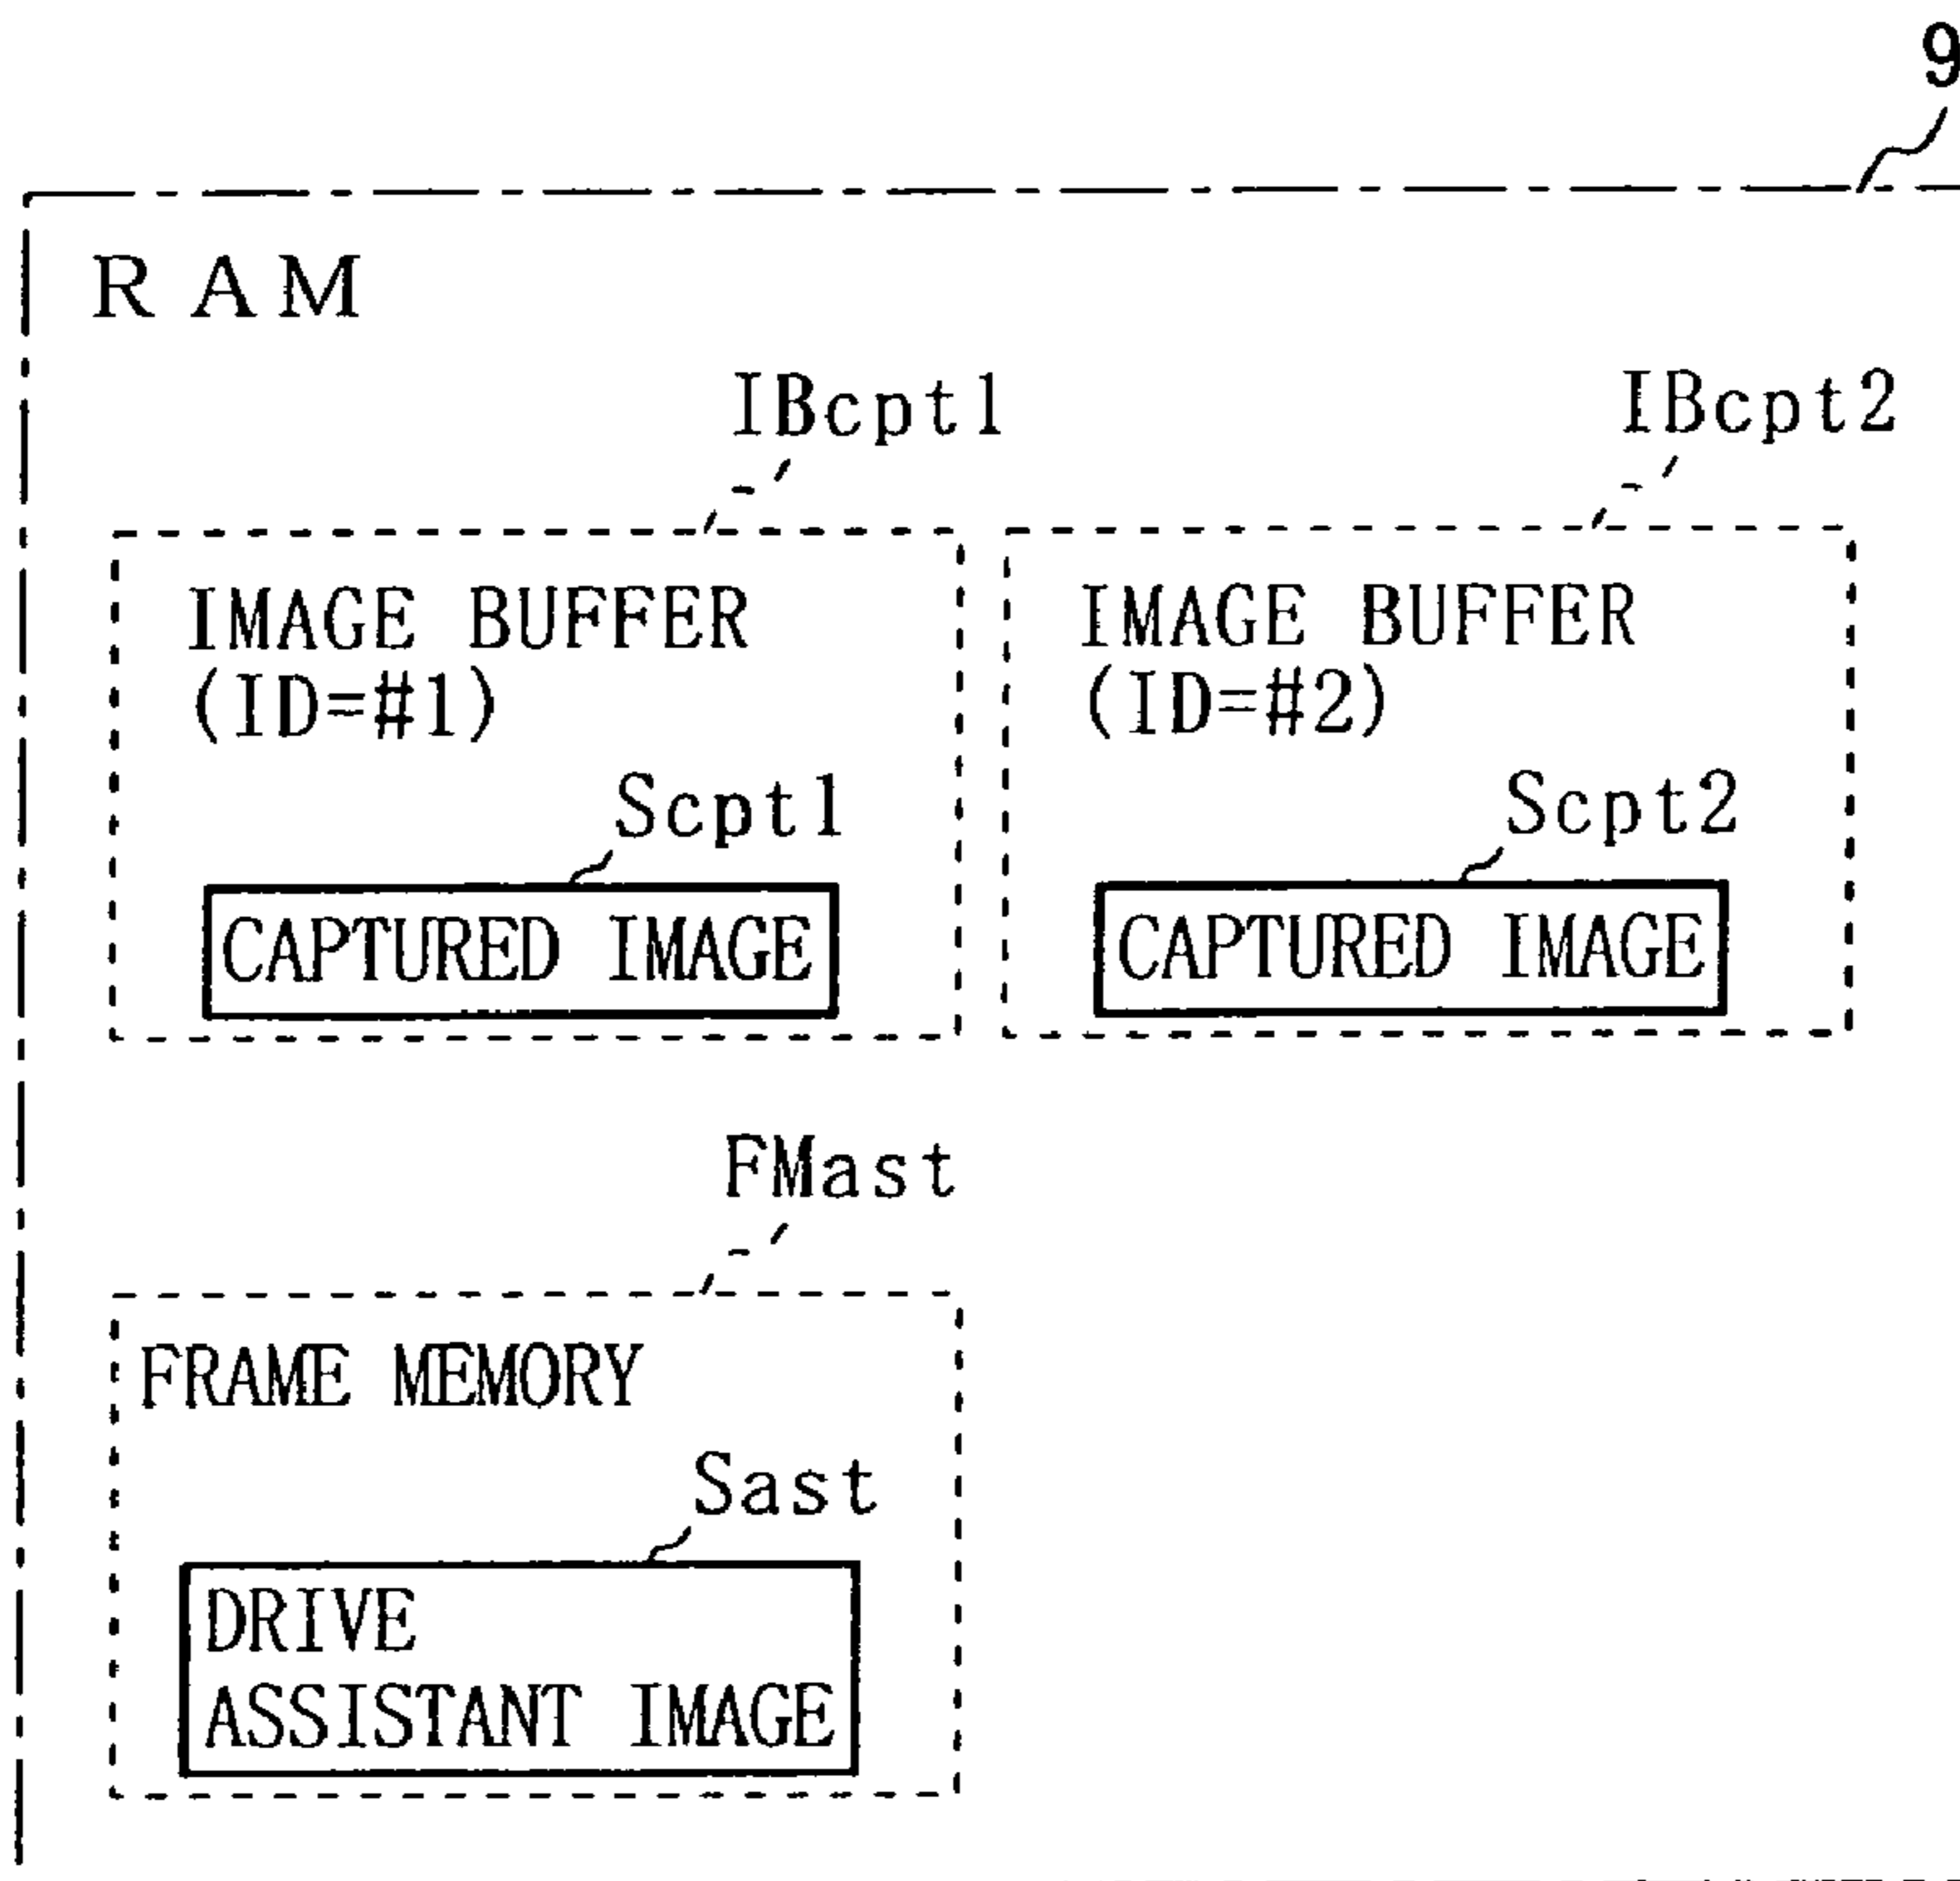 9
RAM
IBcpt1
IBcpt2
IMAGE BUFFER
(ID=#1)
IMAGE BUFFER
(ID=#2)
Scpt1
Scpt2
CAPTURED IMAGE
CAPTURED IMAGE
FMast
FRAME MEMORY
Sast
DRIVE
ASSISTANT IMAGE